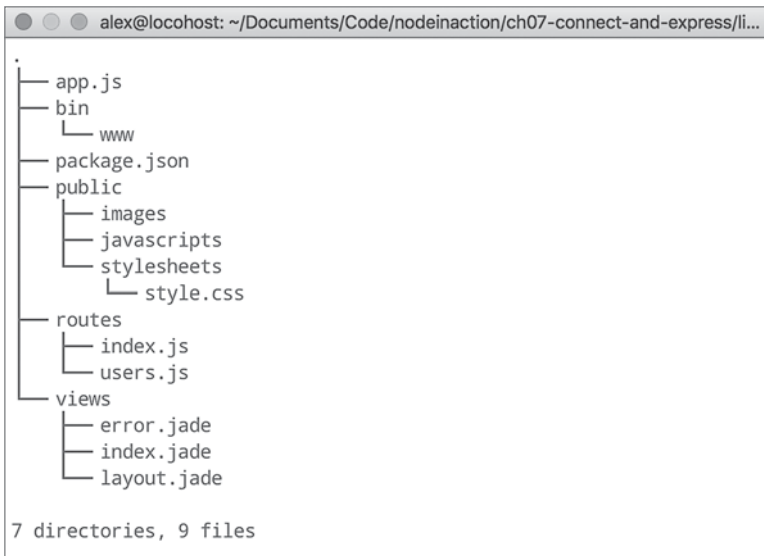 alex@locohost: ~/Documents/Code/nodeinaction/ch07-connect-and-express/li...
.
├── app.js
├── bin
│   └── www
├── package.json
├── public
│   ├── images
│   ├── javascripts
│   └── stylesheets
│       └── style.css
├── routes
│   ├── index.js
│   └── users.js
└── views
    ├── error.jade
    ├── index.jade
    └── layout.jade
7 directories, 9 files